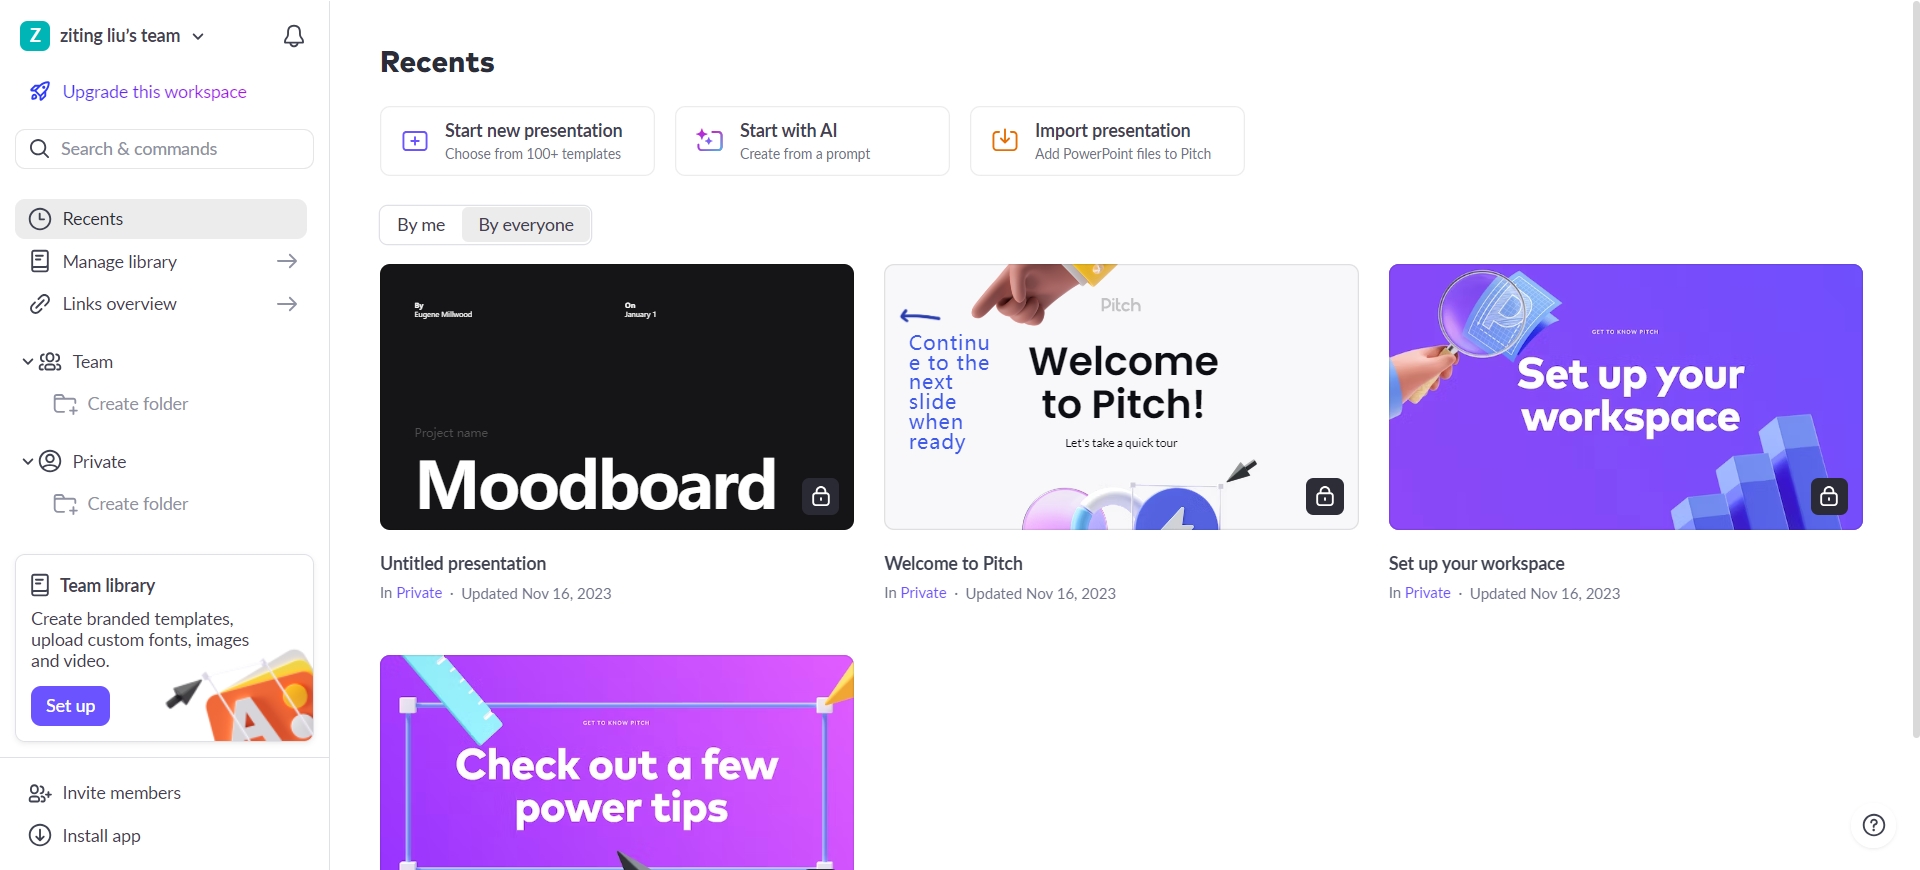 Z ziting liu's team
Upgrade this workspace
Search & commands
Recents
Manage library
Links overview
Team
Create folder
Private
Create folder
Team library
Create branded templates,
upload custom fonts, images
and video.
Set up
Invite members
Install app
Recents
Start new presentation
Choose from 100+ templates
Start with AI
Create from a prompt
Import presentation
Add PowerPoint files to Pitch
By me
By everyone
By
Eugene Millwood
On
January 1
Project name
Moodboard
Untitled presentation
In Private · Updated Nov 16, 2023
Pitch
Continu
e to the
next
slide
when
ready
Welcome
to Pitch!
Let's take a quick tour
Welcome to Pitch
In Private · Updated Nov 16, 2023
GET TO KNOW PITCH
Set up your
workspace
Set up your workspace
In Private · Updated Nov 16, 2023
GET TO KNOW PITCH
Check out a few
power tips